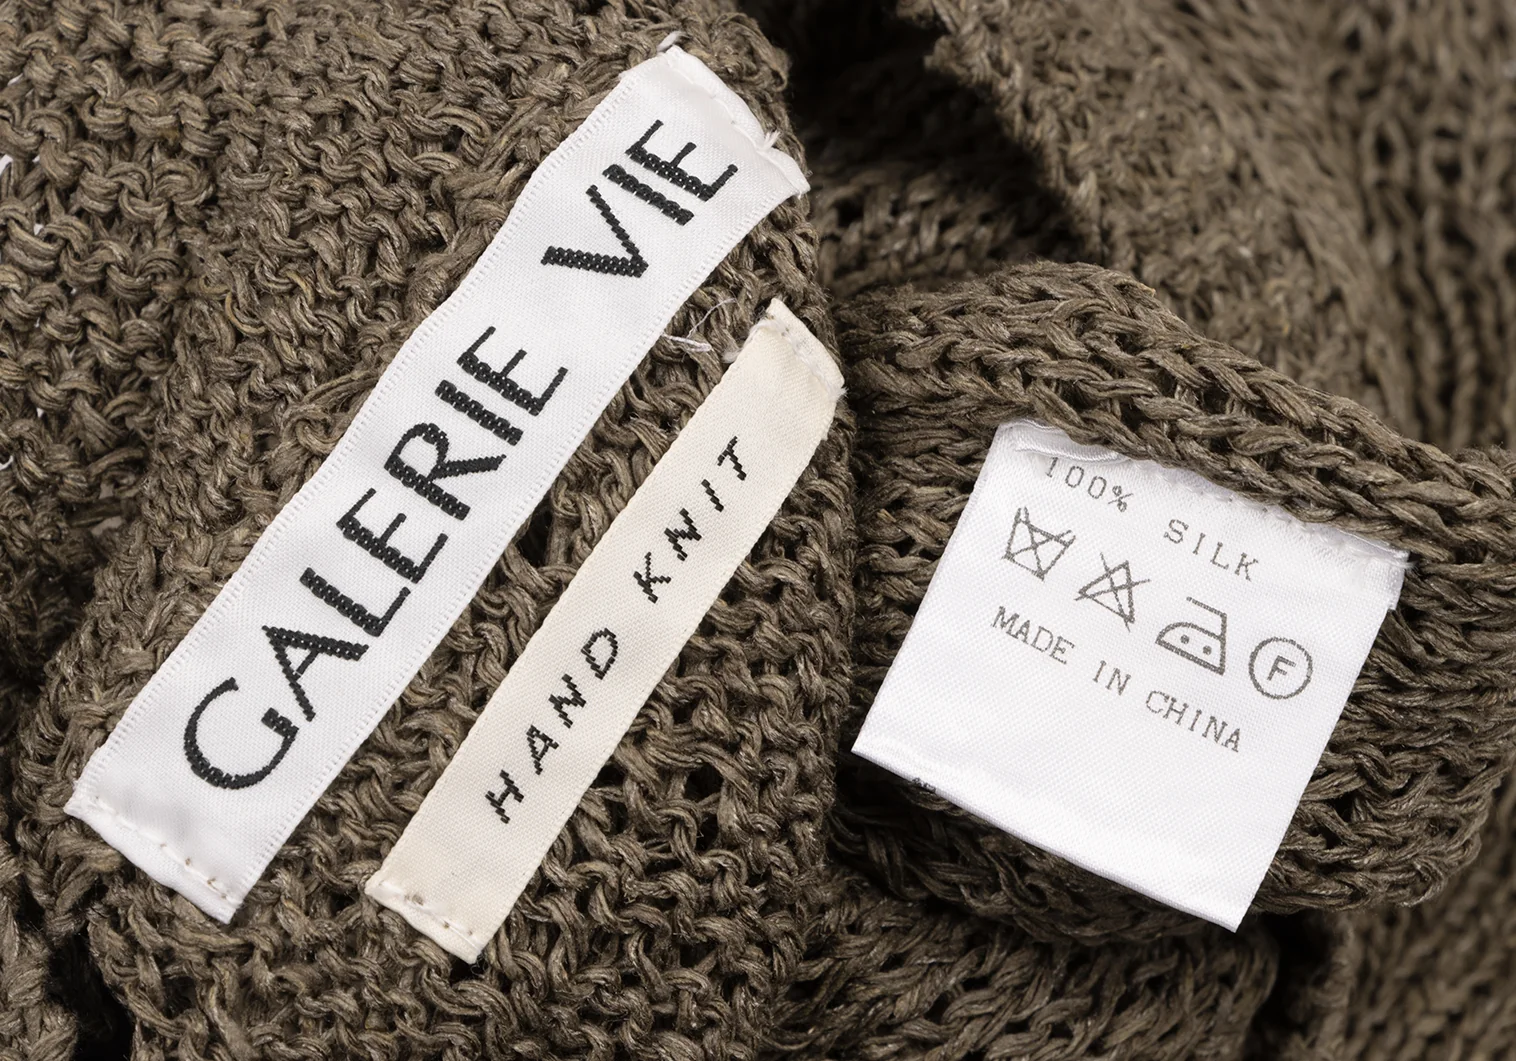 GALERIE VIE
HAND KNIT
100% SILK
F
MADE IN CHINA